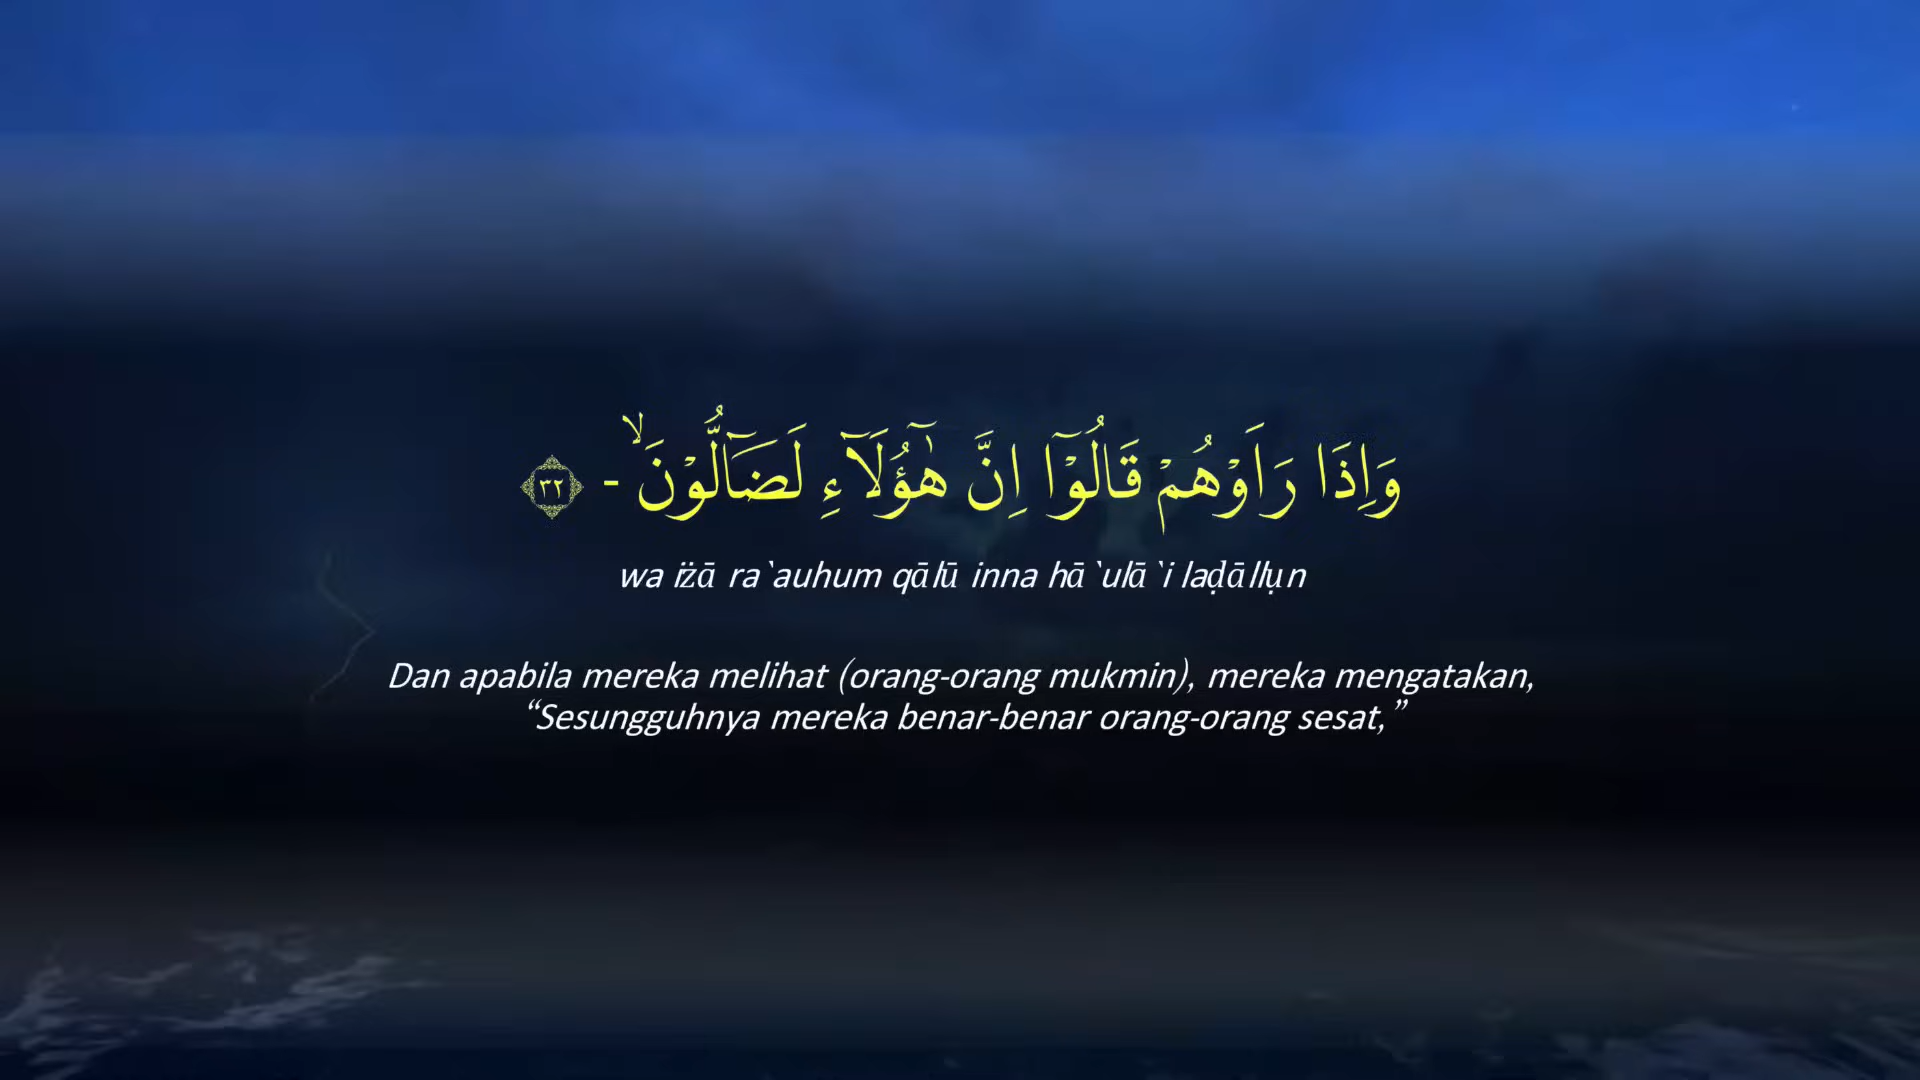 وَاِذَا رَاَوْهُمْ قَالُوْٓا اِنَّ هٰٓؤُلَاۤءِ لَضَاۤلُّوْنَۙ - ٣٢
wa iżā ra`auhum qālū inna hā`ulā`i laḍāllụn
Dan apabila mereka melihat (orang-orang mukmin), mereka mengatakan,
“Sesungguhnya mereka benar-benar orang-orang sesat,”